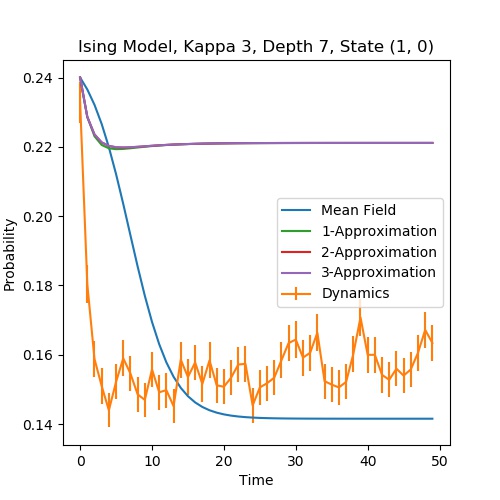 Ising Model, Kappa 3, Depth 7, State (1, 0)
Probability
0.24
0.22
0.20
0.18
0.16
0.14
Mean Field
1-Approximation
2-Approximation
3-Approximation
Dynamics
0
10
20
30
40
50
Time